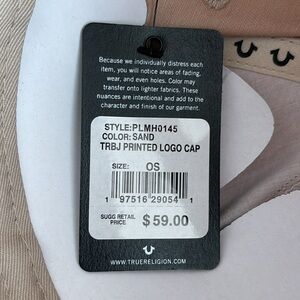 Because we individually distress each
item, you will notice areas of fading,
wear, and even holes. Color may
transfer onto lighter fabrics. These
nuances are intentional and add to the
character and finish of our garment.
STYLE:PLMH0145
COLOR:SAND
TRBJ PRINTED LOGO CAP
SIZE: OS
1 97516 29054 1
SUGG RETAIL
PRICE $59.00
WWW.TRUERELIGION.COM